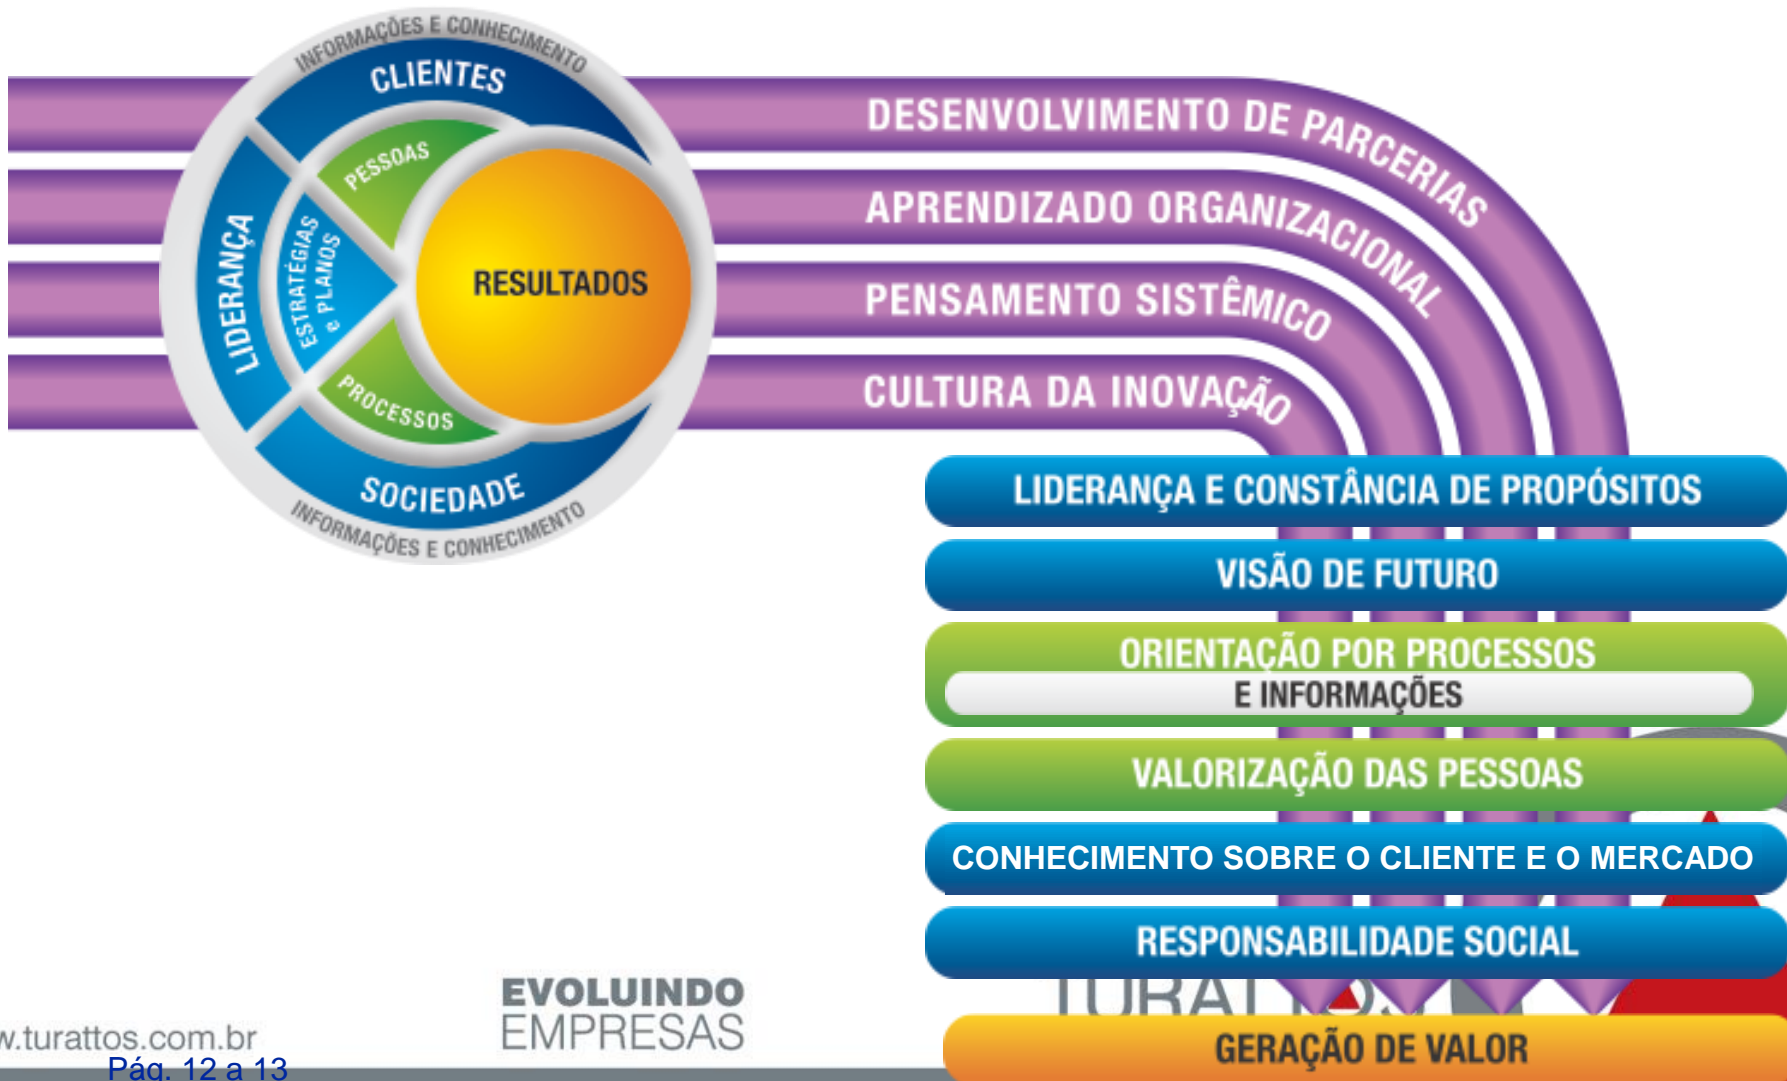 INFORMAÇÕES E CONHECIMENTO
CLIENTES
PESSOAS
LIDERANÇA
ESTRATÉGIAS
e PLANOS
RESULTADOS
PROCESSOS
SOCIEDADE
INFORMAÇÕES E CONHECIMENTO
DESENVOLVIMENTO DE PARCERIAS
APRENDIZADO ORGANIZACIONAL
PENSAMENTO SISTÊMICO
CULTURA DA INOVAÇÃO
LIDERANÇA E CONSTÂNCIA DE PROPÓSITOS
VISÃO DE FUTURO
ORIENTAÇÃO POR PROCESSOS
E INFORMAÇÕES
VALORIZAÇÃO DAS PESSOAS
CONHECIMENTO SOBRE O CLIENTE E O MERCADO
RESPONSABILIDADE SOCIAL
GERAÇÃO DE VALOR
EVOLUINDO
EMPRESAS
w.turattos.com.br
Pág. 12 a 13